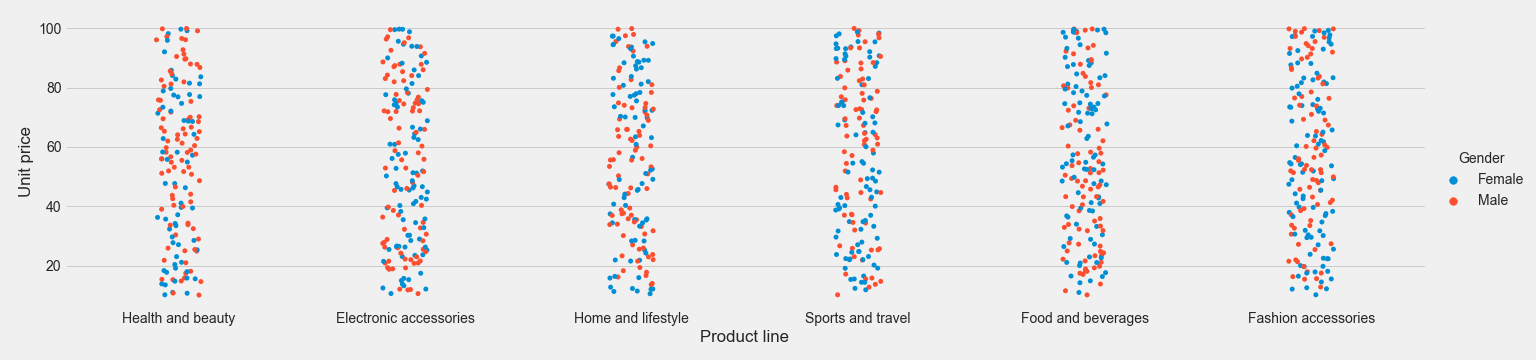 100
80
60
40
20
Unit price
Health and beauty
Electronic accessories
Home and lifestyle
Sports and travel
Food and beverages
Fashion accessories
Product line
Gender
Female
Male